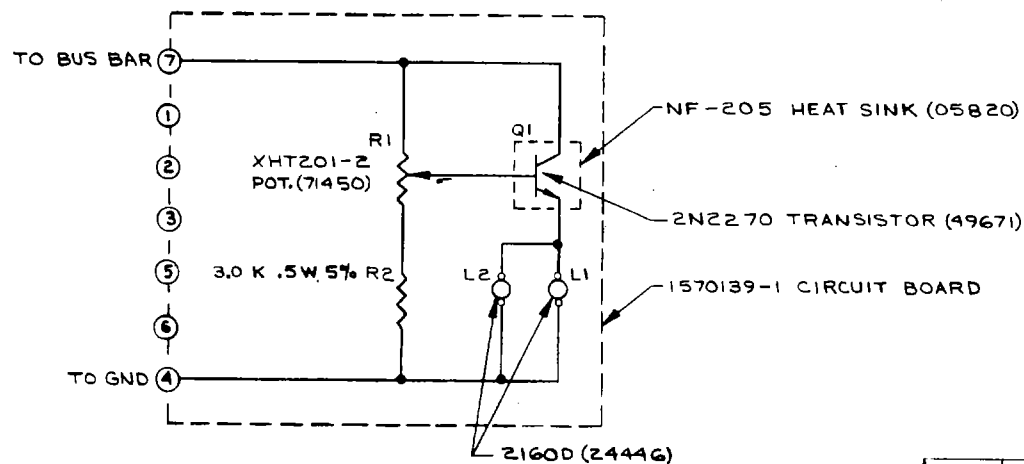 TO BUS BAR 7
1
2
3
5
6
TO GND 4
R1
XHT201-2
POT. (71450)
3.0 K .5W 5% R2
Q1
L2
L1
NF-205 HEAT SINK (05820)
2N2270 TRANSISTOR (49671)
1570139-1 CIRCUIT BOARD
2160D (24446)